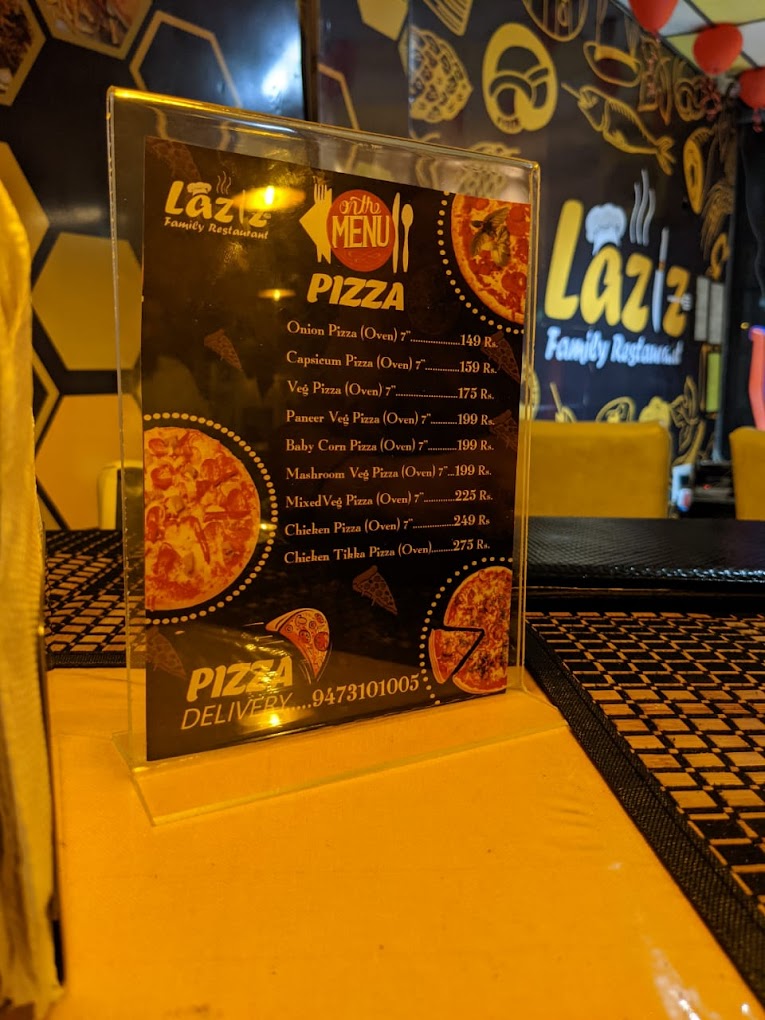 Laziz
Family Restaurant
on the
MENU
PIZZA
Onion Pizza (Oven) 7"..................149 Rs.
Capsicum Pizza (Oven) 7"............159 Rs.
Veg Pizza (Oven) 7"......................175 Rs.
Paneer Veg Pizza (Oven) 7"..........199 Rs.
Baby Corn Pizza (Oven) 7"..........199 Rs.
Mashroom Veg Pizza (Oven) 7"..199 Rs.
MixedVeg Pizza (Oven) 7"..............225 Rs.
Chicken Pizza (Oven) 7"...............249 Rs
Chicken Tikka Pizza (Oven)........275 Rs.
PIZZA
DELIVERY....9473101005
Laziz
Family Restaurant